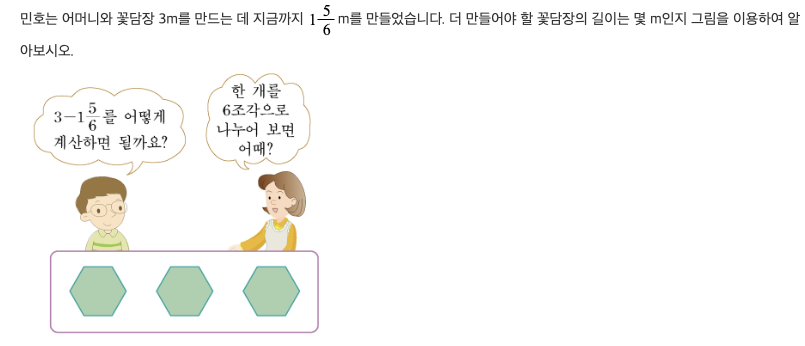 민호는 어머니와 꽃담장 3m를 만드는 데 지금까지 1 5/6 m를 만들었습니다. 더 만들어야 할 꽃담장의 길이는 몇 m인지 그림을 이용하여 알
아보시오.
3－1 5/6 를 어떻게
계산하면 될까요?
한 개를
6조각으로
나누어 보면
어때?